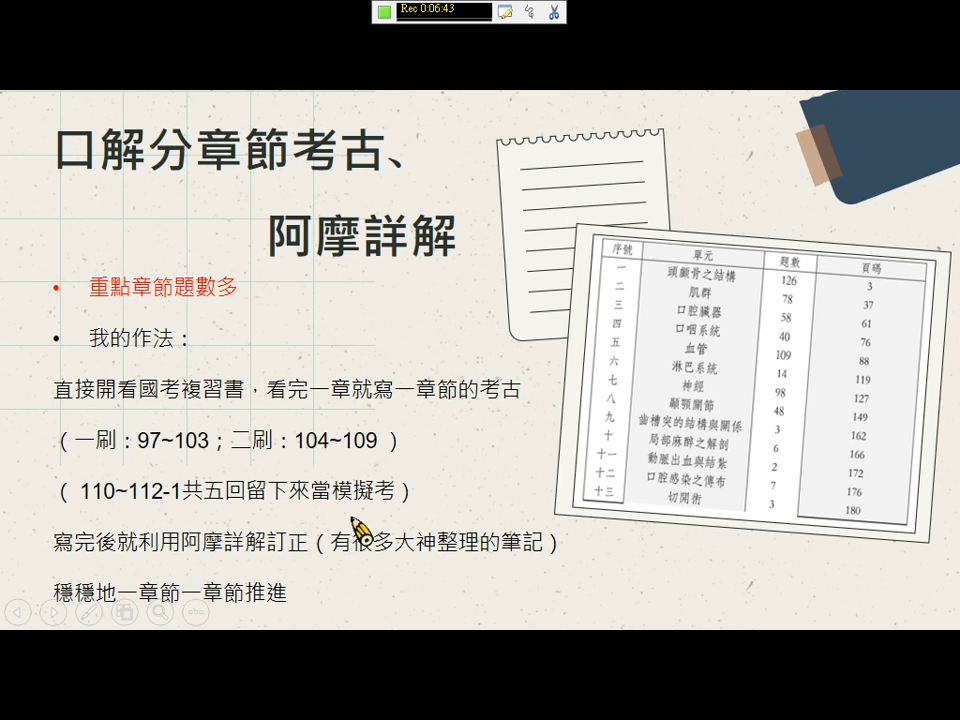 Rec 0:06:43
口解分章節考古、
阿摩詳解
• 重點章節題數多
• 我的作法：
直接開看國考複習書，看完一章就寫一章節的考古
（一刷：97~103；二刷：104~109 ）
（ 110~112-1共五回留下來當模擬考）
寫完後就利用阿摩詳解訂正（有很多大神整理的筆記）
穩穩地一章節一章節推進
序號 單元 題數 頁碼
一 頭顱骨之結構 126 3
二 肌群 78 37
三 口腔臟器 58 61
四 口咽系統 40 76
五 血管 109 88
六 淋巴系統 14 119
七 神經 98 127
八 顳顎關節 48 149
九 齒槽突的結構與關係 3 162
十 局部麻醉之解剖 6 166
十一 動脈出血與結紮 2 172
十二 口腔感染之傳布 7 176
十三 切開術 3 180
abc